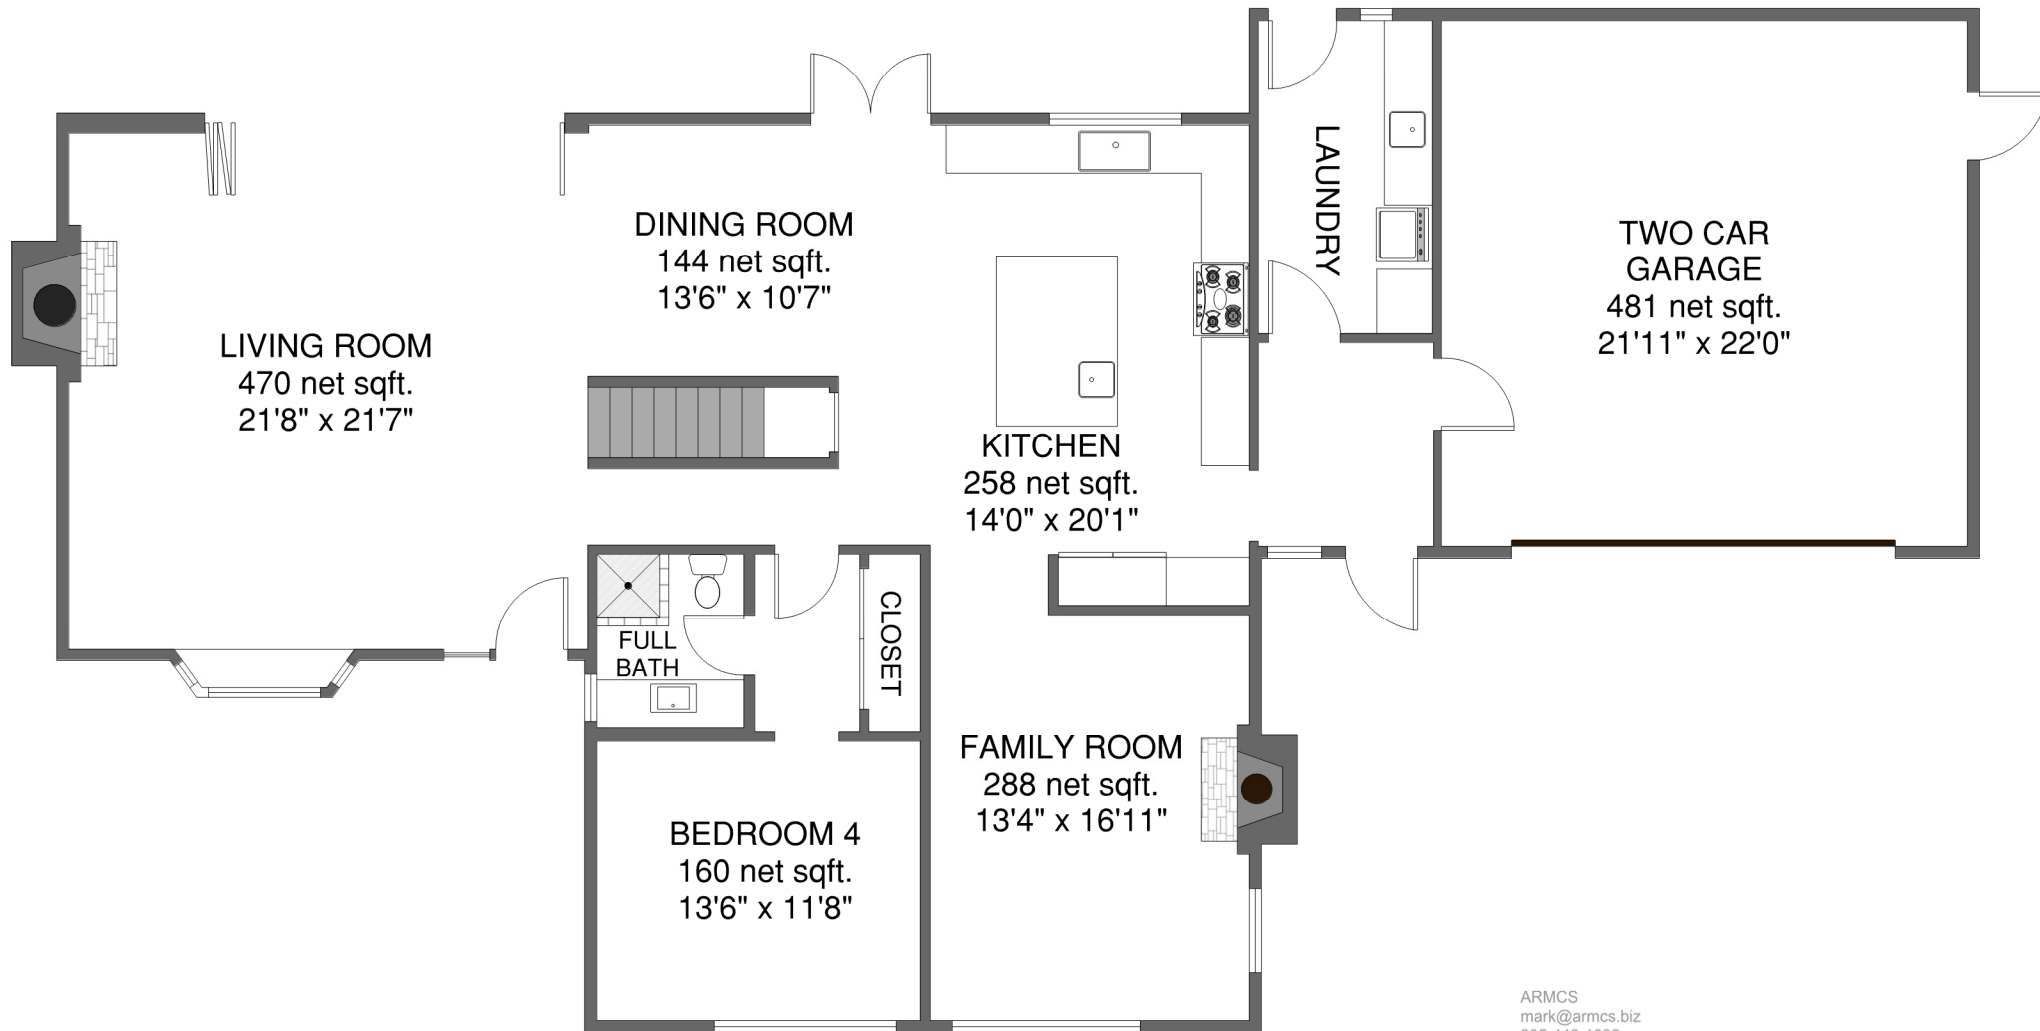 LAUNDRY
DINING ROOM
144 net sqft.
13'6" x 10'7"
TWO CAR
GARAGE
481 net sqft.
21'11" x 22'0"
LIVING ROOM
470 net sqft.
21'8" x 21'7"
KITCHEN
258 net sqft.
14'0" x 20'1"
CLOSET
FULL
BATH
FAMILY ROOM
288 net sqft.
13'4" x 16'11"
BEDROOM 4
160 net sqft.
13'6" x 11'8"
ARMCS
mark@armcs.biz